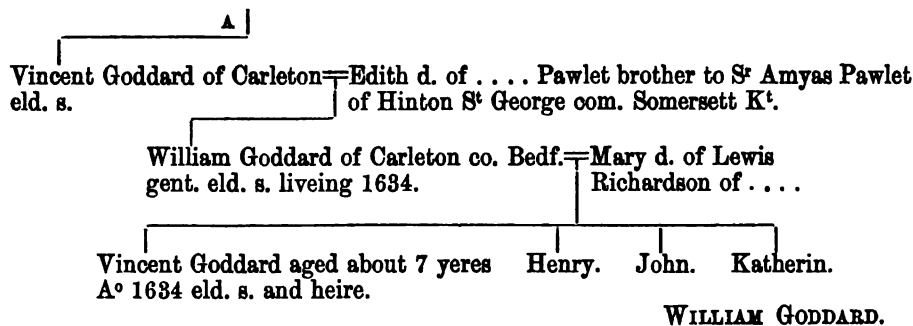 A
Vincent Goddard of Carleton=Edith d. of . . . . Pawlet brother to Sʳ Amyas Pawlet
eld. s. of Hinton Sᵗ George com. Somersett Kᵗ.
William Goddard of Carleton co. Bedf.=Mary d. of Lewis
gent. eld. s. liveing 1634. Richardson of . . . .
Vincent Goddard aged about 7 yeres Henry. John. Katherin.
Aᵒ 1634 eld. s. and heire.
WILLIAM GODDARD.